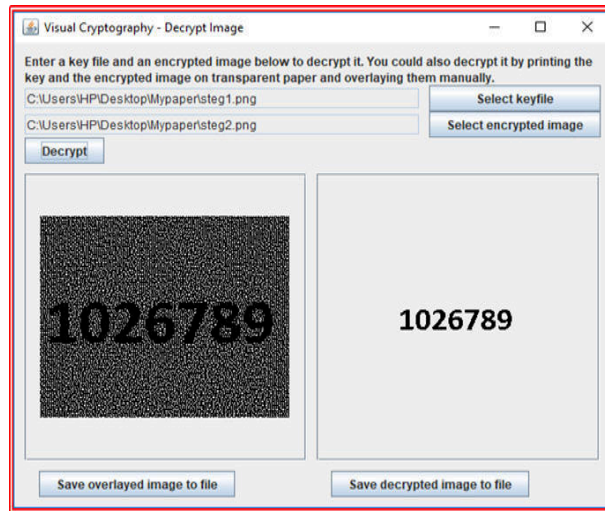 Visual Cryptography - Decrypt Image
Enter a key file and an encrypted image below to decrypt it. You could also decrypt it by printing the
key and the encrypted image on transparent paper and overlaying them manually.
C:\Users\HP\Desktop\Mypaper\steg1.png
Select keyfile
C:\Users\HP\Desktop\Mypaper\steg2.png
Select encrypted image
Decrypt
1026789
1026789
Save overlayed image to file
Save decrypted image to file